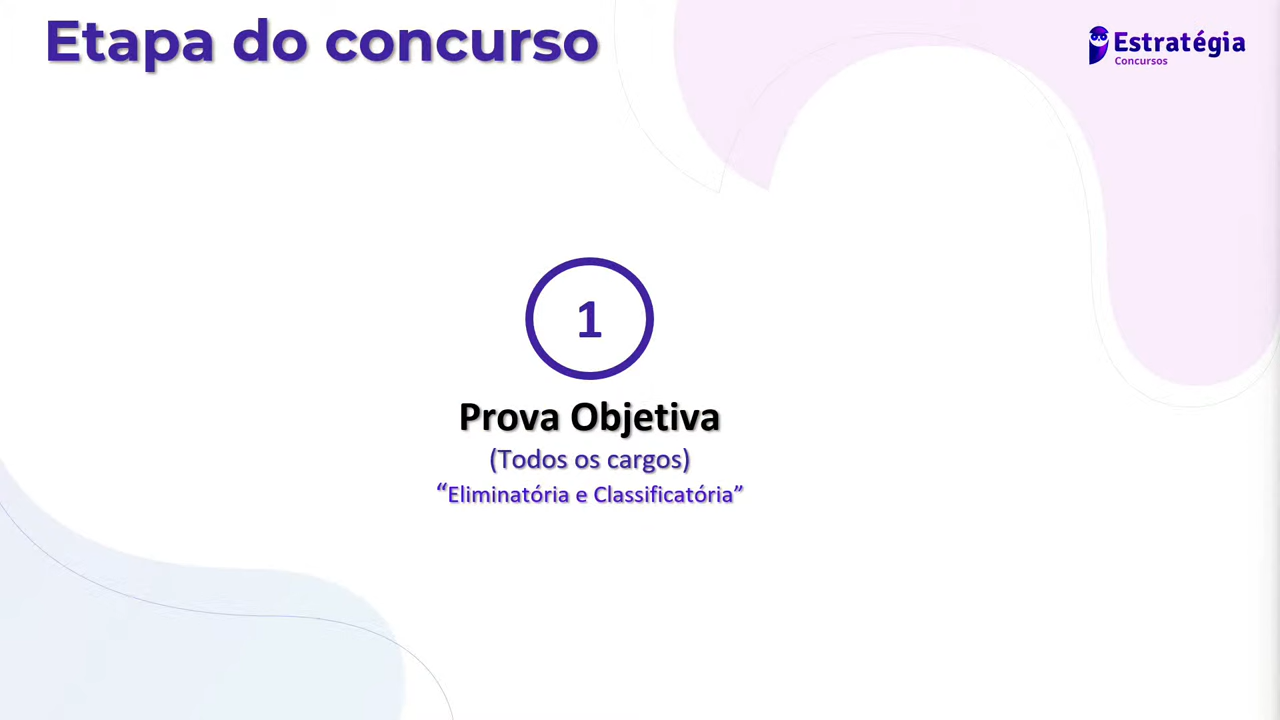 Etapa do concurso
Estratégia
Concursos
1
Prova Objetiva
(Todos os cargos)
“Eliminatória e Classificatória”